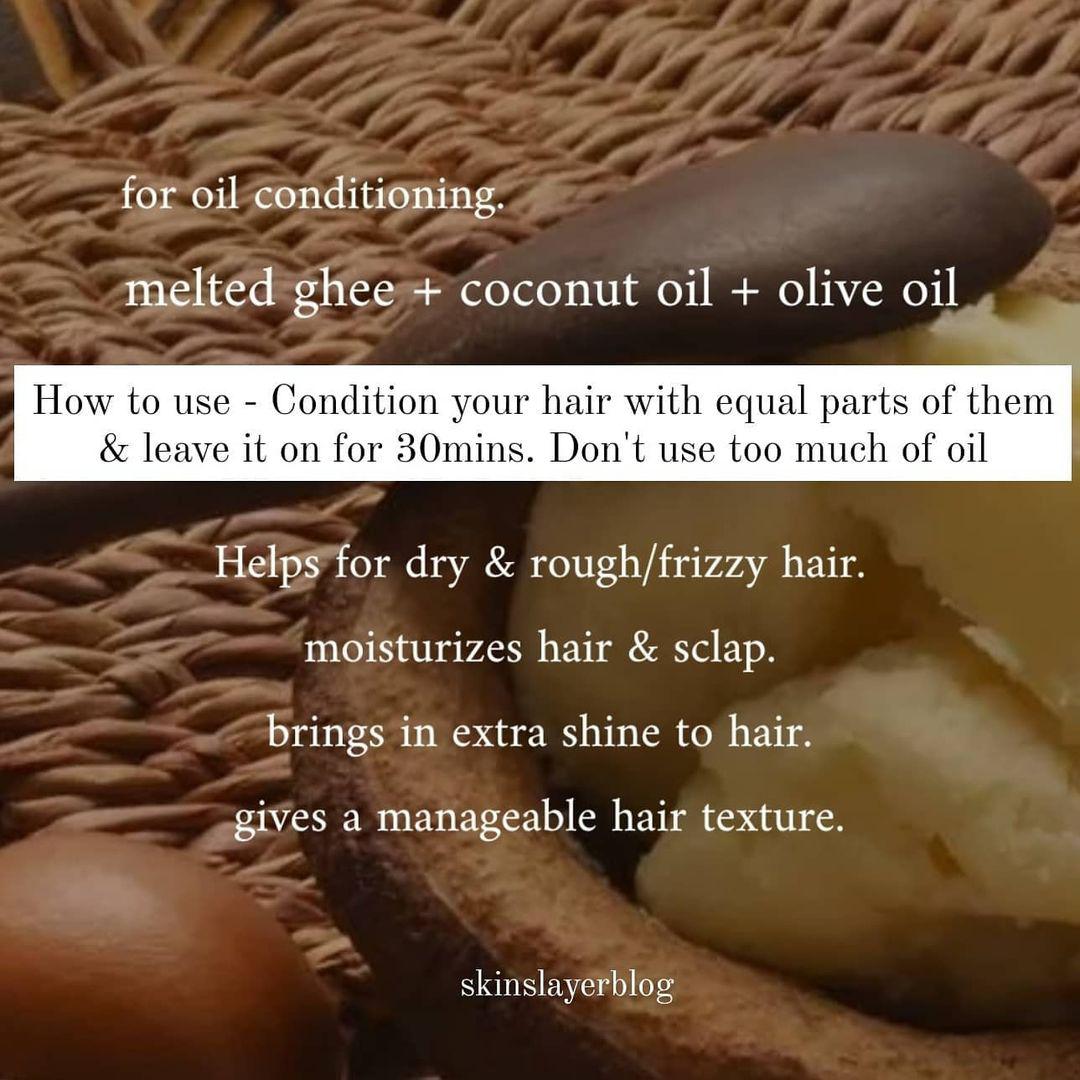 for oil conditioning.
melted ghee + coconut oil + olive oil
How to use - Condition your hair with equal parts of them
& leave it on for 30mins. Don't use too much of oil
Helps for dry & rough/frizzy hair.
moisturizes hair & sclap.
brings in extra shine to hair.
gives a manageable hair texture.
skinslayerblog